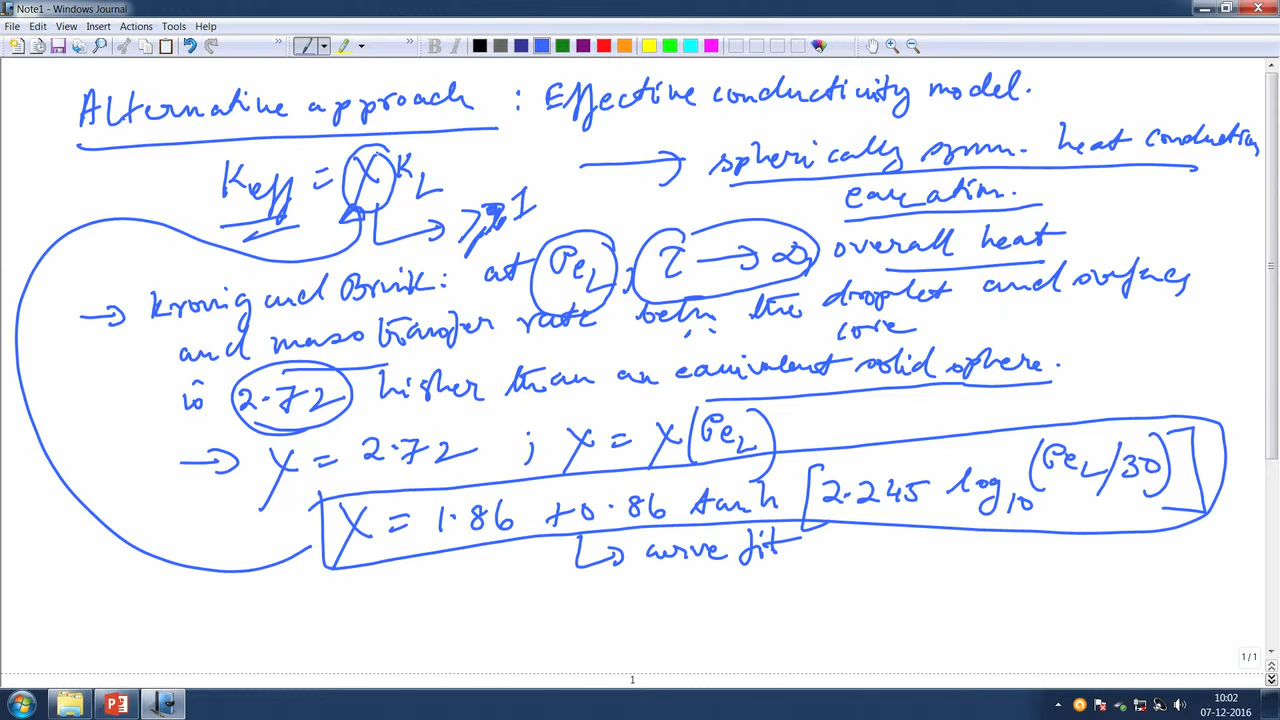 Note1 - Windows Journal
File Edit View Insert Actions Tools Help
Alternative approach : Effective conductivity model.
Keff = χ KL → spherically symm. heat conduction
equation.
→ >> 1
→ Kronig and Brink: at PeL, τ → ∞, overall heat
and mass transfer rate betn the droplet and surface
core
is 2.72 higher than an equivalent solid sphere.
→ χ = 2.72 ; χ = χ (PeL)
χ = 1.86 + 0.86 tanh [2.245 log10 (PeL/30)]
↳ curve fit
1/1
1
10:02
07-12-2016